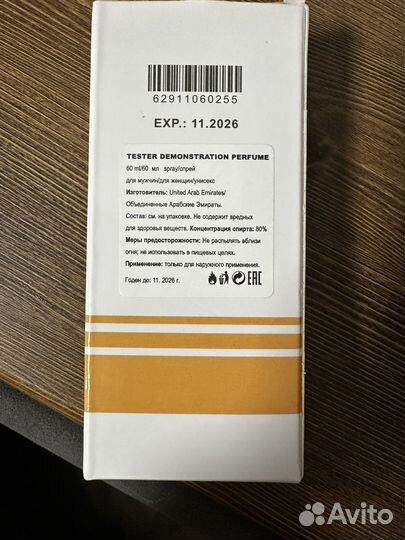 62911060255
EXP.: 11.2026
TESTER DEMONSTRATION PERFUME
60 ml/60 мл spray/спрей
для мужчин/для женщин/унисекс
Изготовитель: United Arab Emirates/
Объединенные Арабские Эмираты.
Состав: см. на упаковке. Не содержит вредных
для здоровья веществ. Концентрация спирта: 80%
Меры предосторожности: Не распылять вблизи
огня; не использовать в пищевых целях.
Применение: только для наружного применения.
Годен до: 11. 2026 г.
EAC
Avito